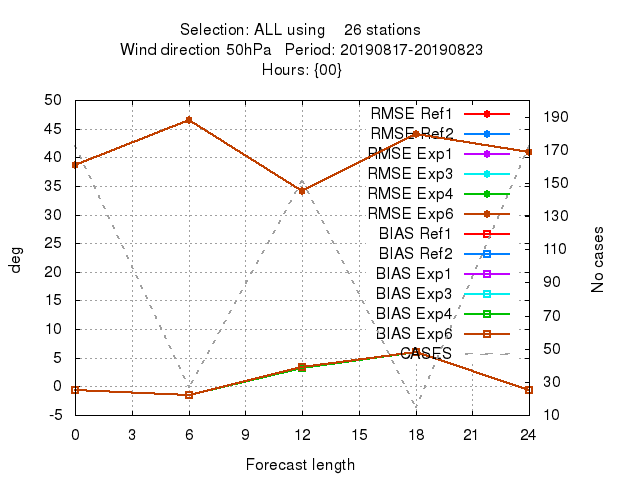 Selection: ALL using 26 stations
Wind direction 50hPa Period: 20190817-20190823
Hours: {00}
50
45
40
35
30
25
20
15
10
5
0
-5
deg
RMSE Ref1
RMSE Ref2
RMSE Exp1
RMSE Exp3
RMSE Exp4
RMSE Exp6
BIAS Ref1
BIAS Ref2
BIAS Exp1
BIAS Exp3
BIAS Exp4
BIAS Exp6
CASES
190
170
150
130
110
90
70
50
30
10
No cases
0 3 6 9 12 15 18 21 24
Forecast length